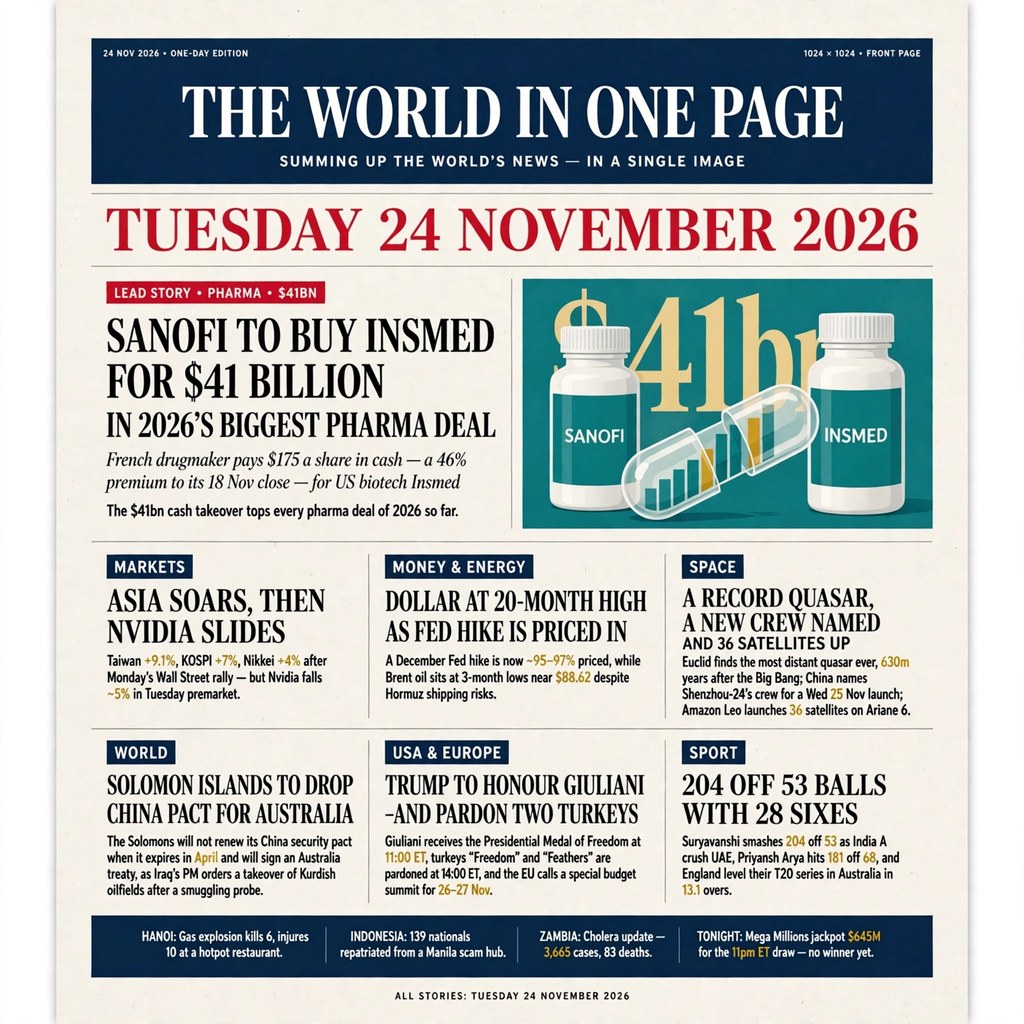 24 NOV 2026 • ONE-DAY EDITION
1024 × 1024 • FRONT PAGE
THE WORLD IN ONE PAGE
SUMMING UP THE WORLD'S NEWS — IN A SINGLE IMAGE
TUESDAY 24 NOVEMBER 2026
LEAD STORY • PHARMA • $41BN
SANOFI TO BUY INSMED
FOR $41 BILLION
IN 2026'S BIGGEST PHARMA DEAL
French drugmaker pays $175 a share in cash — a 46%
premium to its 18 Nov close — for US biotech Insmed
The $41bn cash takeover tops every pharma deal of 2026 so far.
$41bn
SANOFI
INSMED
MARKETS
ASIA SOARS, THEN
NVIDIA SLIDES
Taiwan +9.1%, KOSPI +7%, Nikkei +4% after
Monday's Wall Street rally — but Nvidia falls
~5% in Tuesday premarket.
MONEY & ENERGY
DOLLAR AT 20-MONTH HIGH
AS FED HIKE IS PRICED IN
A December Fed hike is now ~95–97% priced, while
Brent oil sits at 3-month lows near $88.62 despite
Hormuz shipping risks.
SPACE
A RECORD QUASAR,
A NEW CREW NAMED
AND 36 SATELLITES UP
Euclid finds the most distant quasar ever, 630m
years after the Big Bang; China names
Shenzhou-24's crew for a Wed 25 Nov launch;
Amazon Leo launches 36 satellites on Ariane 6.
WORLD
SOLOMON ISLANDS TO DROP
CHINA PACT FOR AUSTRALIA
The Solomons will not renew its China security pact
when it expires in April and will sign an Australia
treaty, as Iraq's PM orders a takeover of Kurdish
oilfields after a smuggling probe.
USA & EUROPE
TRUMP TO HONOUR GIULIANI
–AND PARDON TWO TURKEYS
Giuliani receives the Presidential Medal of Freedom at
11:00 ET, turkeys “Freedom” and “Feathers” are
pardoned at 14:00 ET, and the EU calls a special budget
summit for 26–27 Nov.
SPORT
204 OFF 53 BALLS
WITH 28 SIXES
Suryavanshi smashes 204 off 53 as India A
crush UAE, Priyansh Arya hits 181 off 68, and
England level their T20 series in Australia in
13.1 overs.
HANOI: Gas explosion kills 6, injures
10 at a hotpot restaurant.
INDONESIA: 139 nationals
repatriated from a Manila scam hub.
ZAMBIA: Cholera update —
3,665 cases, 83 deaths.
TONIGHT: Mega Millions jackpot $645M
for the 11pm ET draw — no winner yet.
ALL STORIES: TUESDAY 24 NOVEMBER 2026